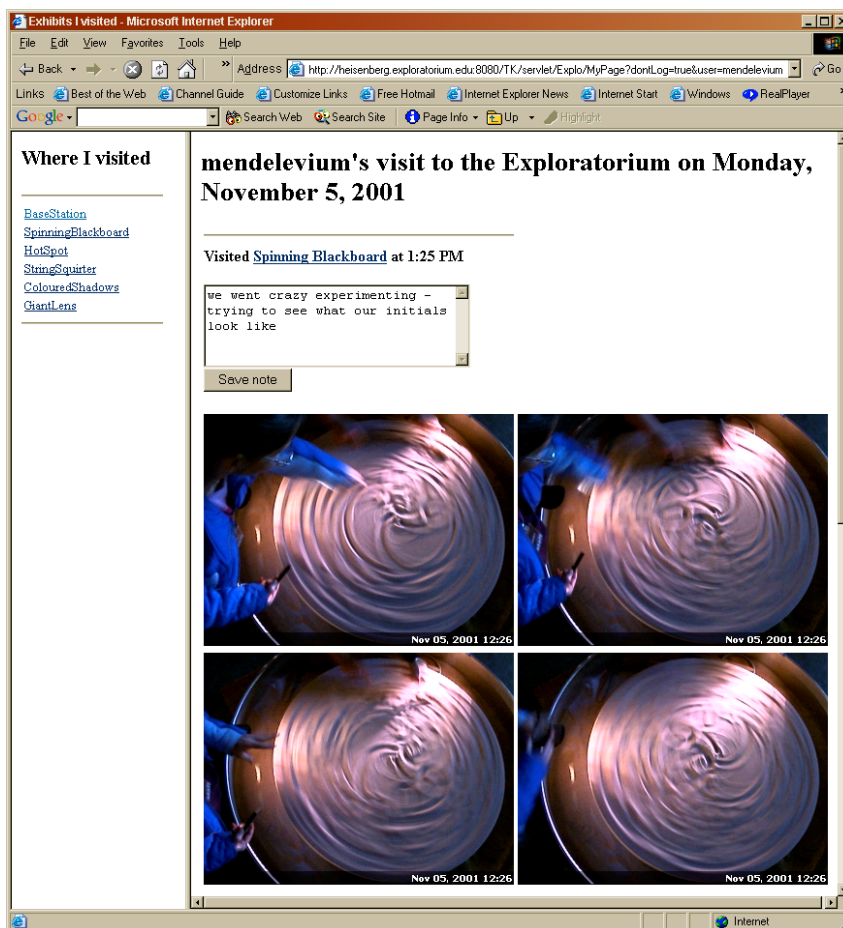 Exhibits I visited - Microsoft Internet Explorer
File Edit View Favorites Tools Help
Back » Address http://heisenberg.exploratorium.edu:8080/TK/servlet/Explo/MyPage?dontLog=true&user=mendelevium Go
Links Best of the Web Channel Guide Customize Links Free Hotmail Internet Explorer News Internet Start Windows RealPlayer »
Google Search Web Search Site Page Info Up Highlight
Where I visited
BaseStation
SpinningBlackboard
HotSpot
StringSquirter
ColouredShadows
GiantLens
mendelevium's visit to the Exploratorium on Monday,
November 5, 2001
Visited Spinning Blackboard at 1:25 PM
we went crazy experimenting -
trying to see what our initials
look like
Save note
Nov 05, 2001 12:26
Nov 05, 2001 12:26
Nov 05, 2001 12:26
Nov 05, 2001 12:26
Internet